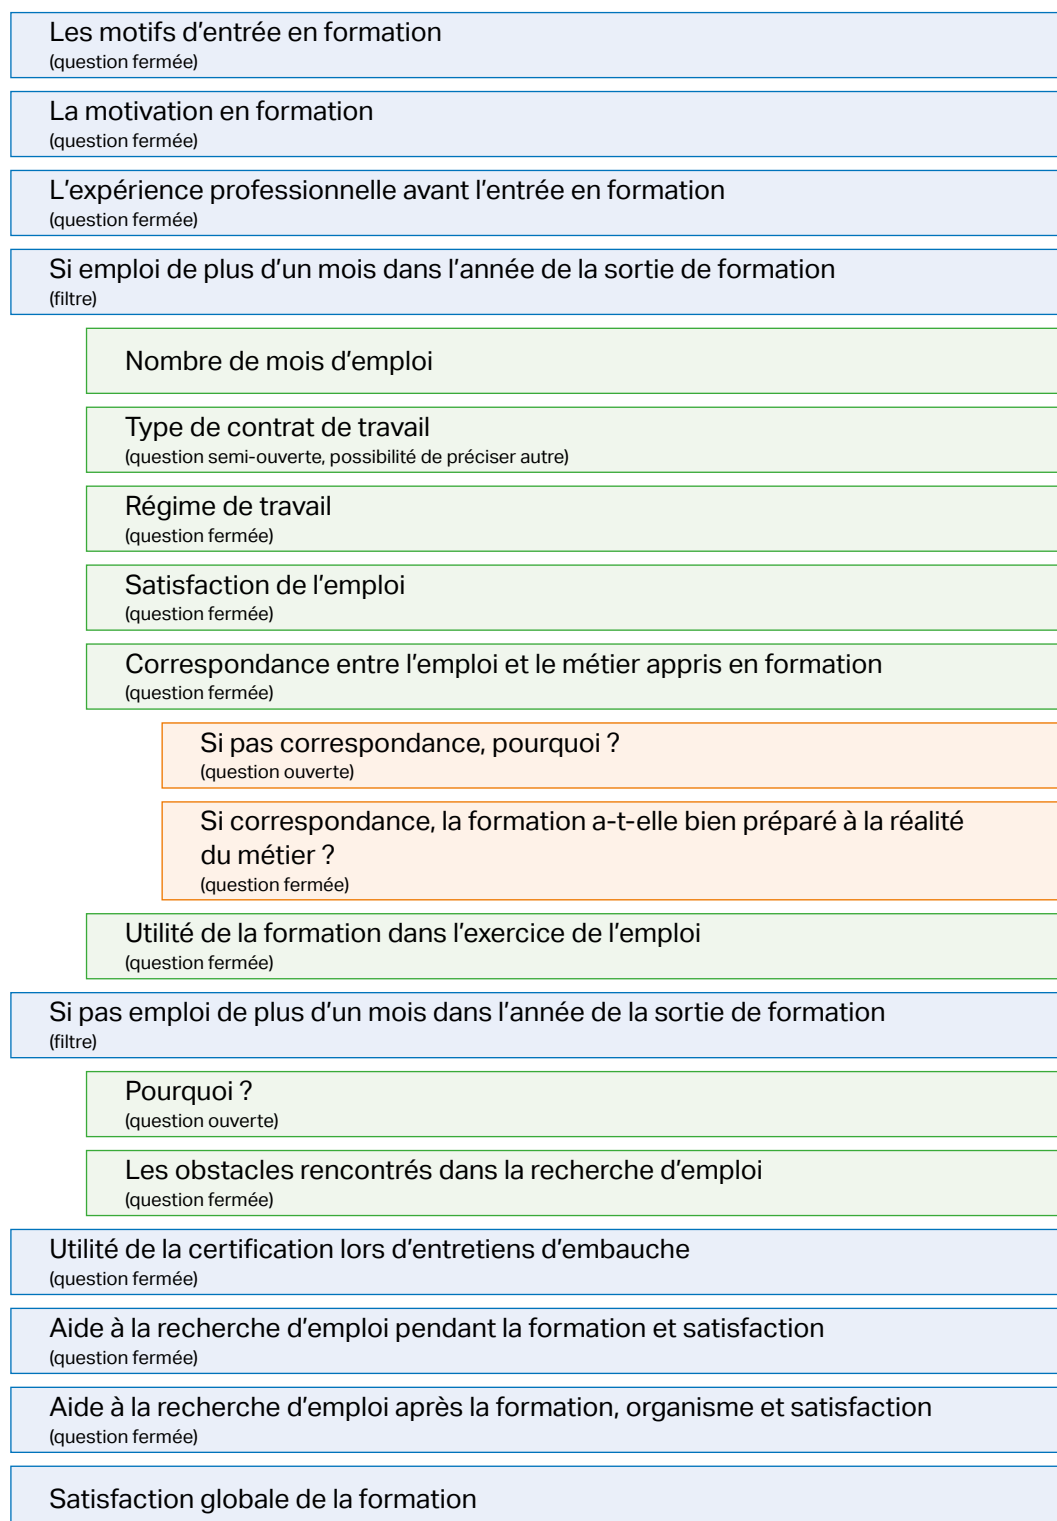 Les motifs d'entrée en formation
(question fermée)
La motivation en formation
(question fermée)
L'expérience professionnelle avant l'entrée en formation
(question fermée)
Si emploi de plus d'un mois dans l'année de la sortie de formation
(filtre)
Nombre de mois d'emploi
Type de contrat de travail
(question semi-ouverte, possibilité de préciser autre)
Régime de travail
(question fermée)
Satisfaction de l'emploi
(question fermée)
Correspondance entre l'emploi et le métier appris en formation
(question fermée)
Si pas correspondance, pourquoi ?
(question ouverte)
Si correspondance, la formation a-t-elle bien préparé à la réalité
du métier ?
(question fermée)
Utilité de la formation dans l'exercice de l'emploi
(question fermée)
Si pas emploi de plus d'un mois dans l'année de la sortie de formation
(filtre)
Pourquoi ?
(question ouverte)
Les obstacles rencontrés dans la recherche d'emploi
(question fermée)
Utilité de la certification lors d'entretiens d'embauche
(question fermée)
Aide à la recherche d'emploi pendant la formation et satisfaction
(question fermée)
Aide à la recherche d'emploi après la formation, organisme et satisfaction
(question fermée)
Satisfaction globale de la formation